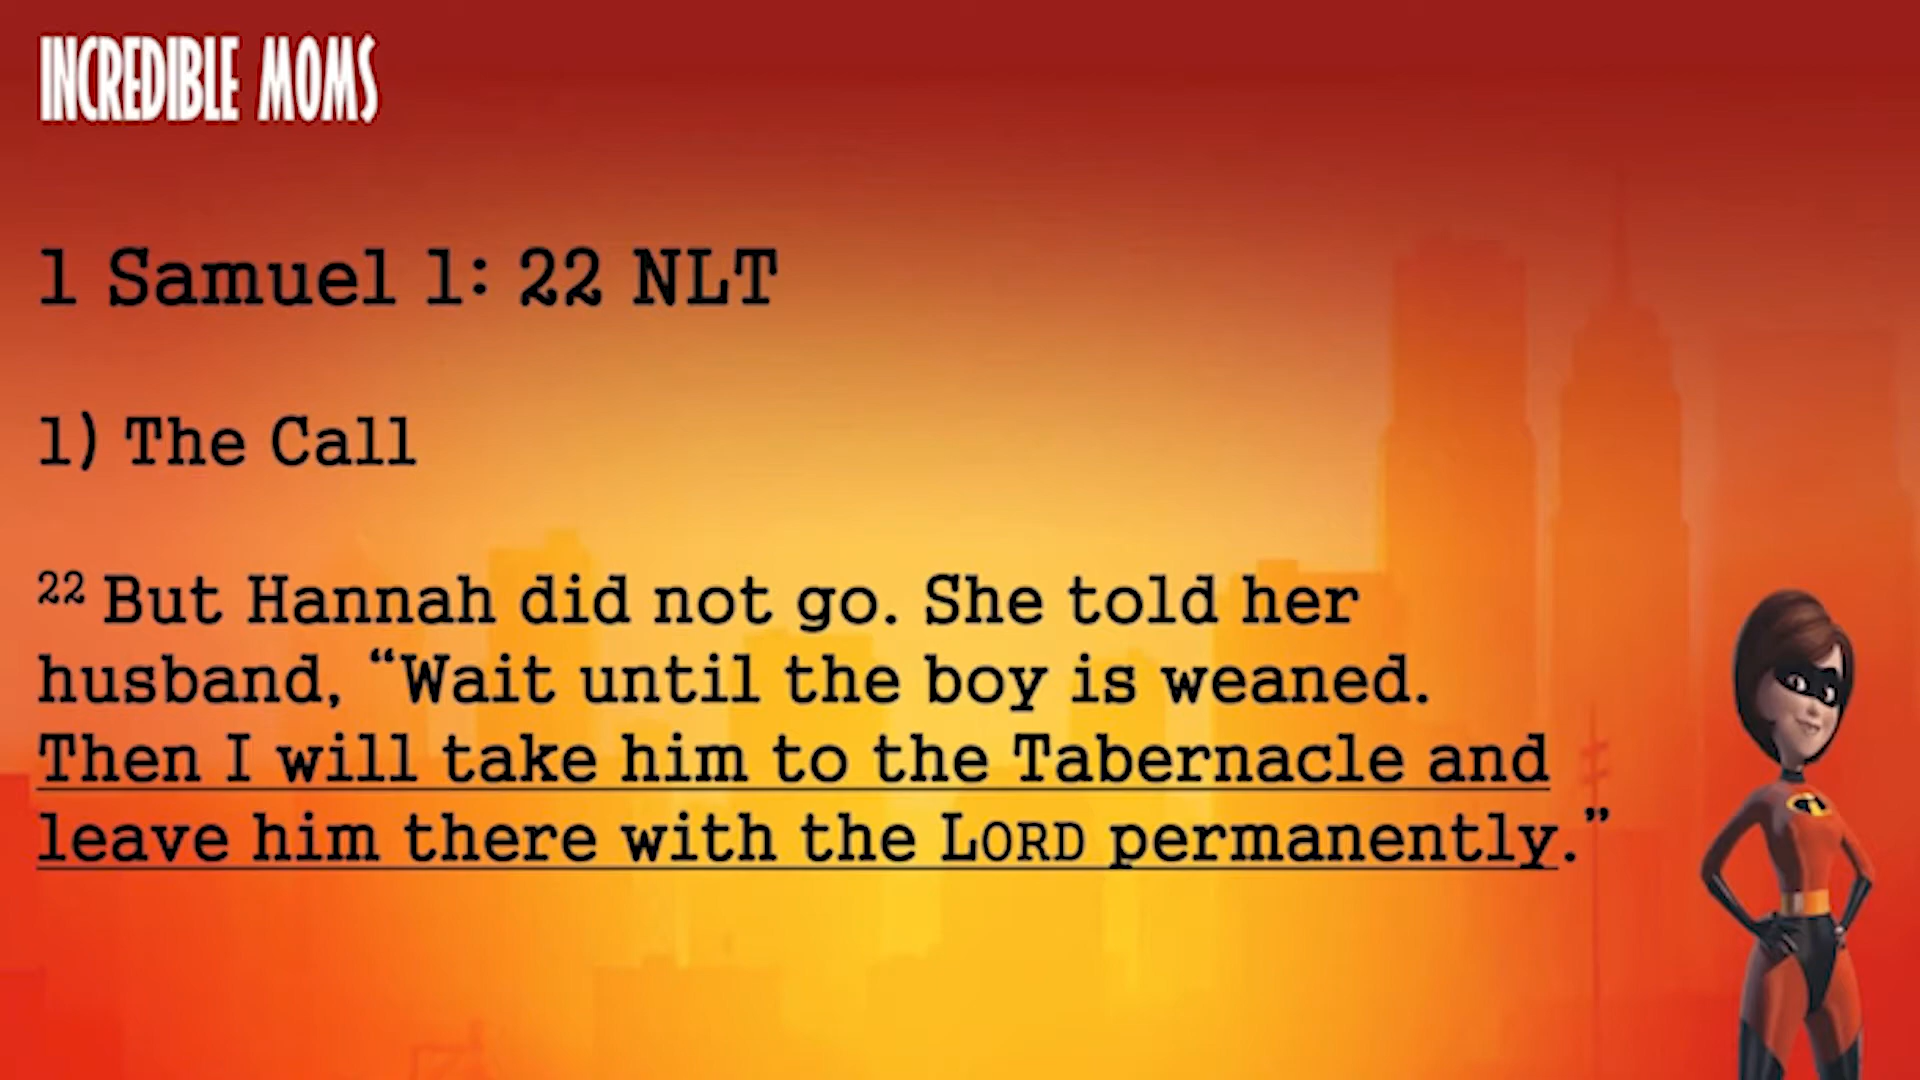 INCREDIBLE MOMS
1 Samuel 1: 22 NLT
1) The Call
22 But Hannah did not go. She told her
husband, “Wait until the boy is weaned.
Then I will take him to the Tabernacle and
leave him there with the LORD permanently.”